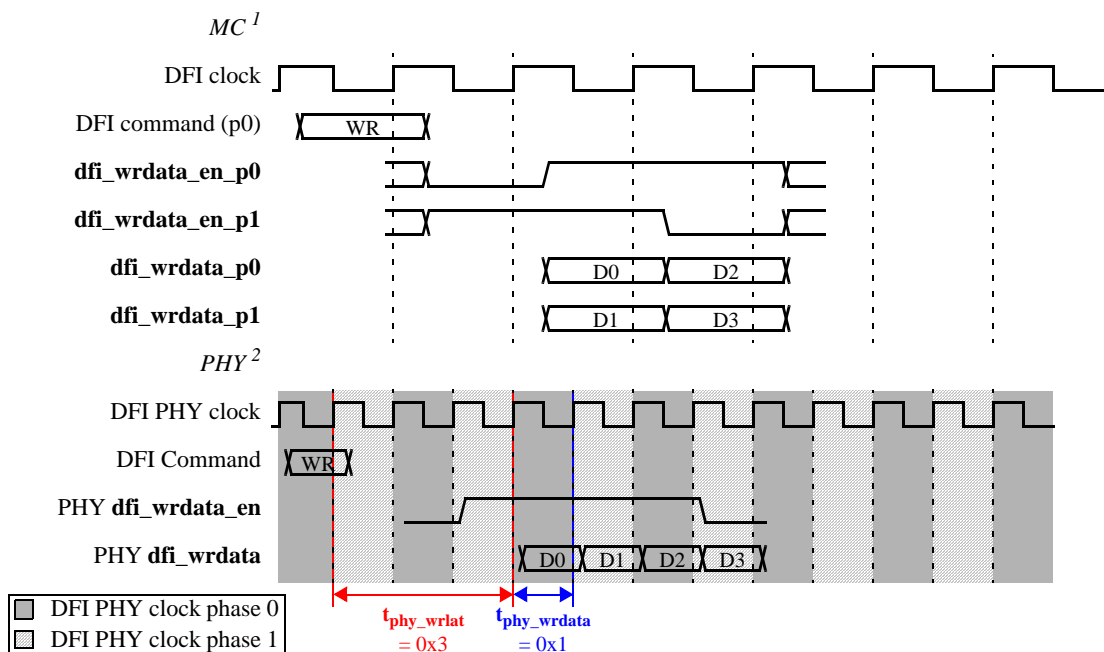 MC 1
DFI clock
DFI command (p0) WR
dfi_wrdata_en_p0
dfi_wrdata_en_p1
dfi_wrdata_p0 D0 D2
dfi_wrdata_p1 D1 D3
PHY 2
DFI PHY clock
DFI Command WR
PHY dfi_wrdata_en
PHY dfi_wrdata D0 D1 D2 D3
DFI PHY clock phase 0
DFI PHY clock phase 1
tphy_wrlat
= 0x3
tphy_wrdata
= 0x1